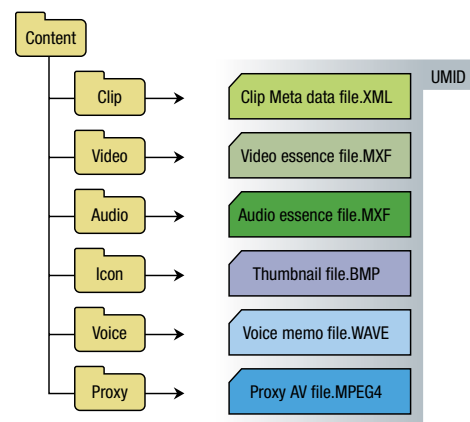 Content
UMID
Clip
Clip Meta data file.XML
Video
Video essence file.MXF
Audio
Audio essence file.MXF
Icon
Thumbnail file.BMP
Voice
Voice memo file.WAVE
Proxy
Proxy AV file.MPEG4